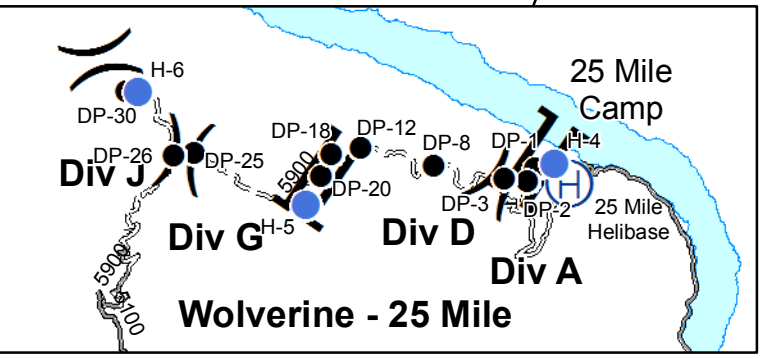 H-6
25 Mile
Camp
DP-30
DP-18
DP-12
DP-1
H-4
DP-8
DP-26
DP-25
5900
Div J
DP-20
DP-3
DP-2
H-5
25 Mile
Helibase
H
Div G
Div D
Div A
5900
5100
Wolverine - 25 Mile